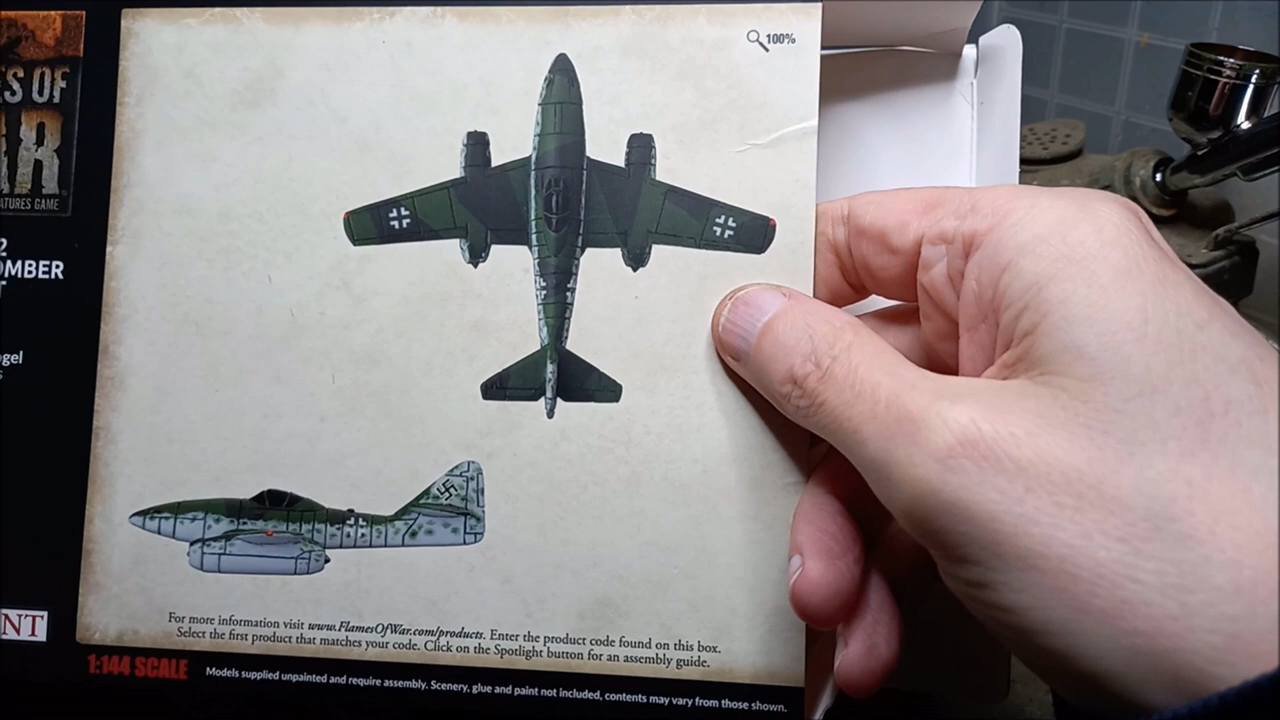 100%
ES OF
AR
ATURES GAME
2
OMBER
T
ogel
s
NT
For more information visit www.FlamesOfWar.com/products. Enter the product code found on this box.
Select the first product that matches your code. Click on the Spotlight button for an assembly guide.
1:144 SCALE
Models supplied unpainted and require assembly. Scenery, glue and paint not included, contents may vary from those shown.